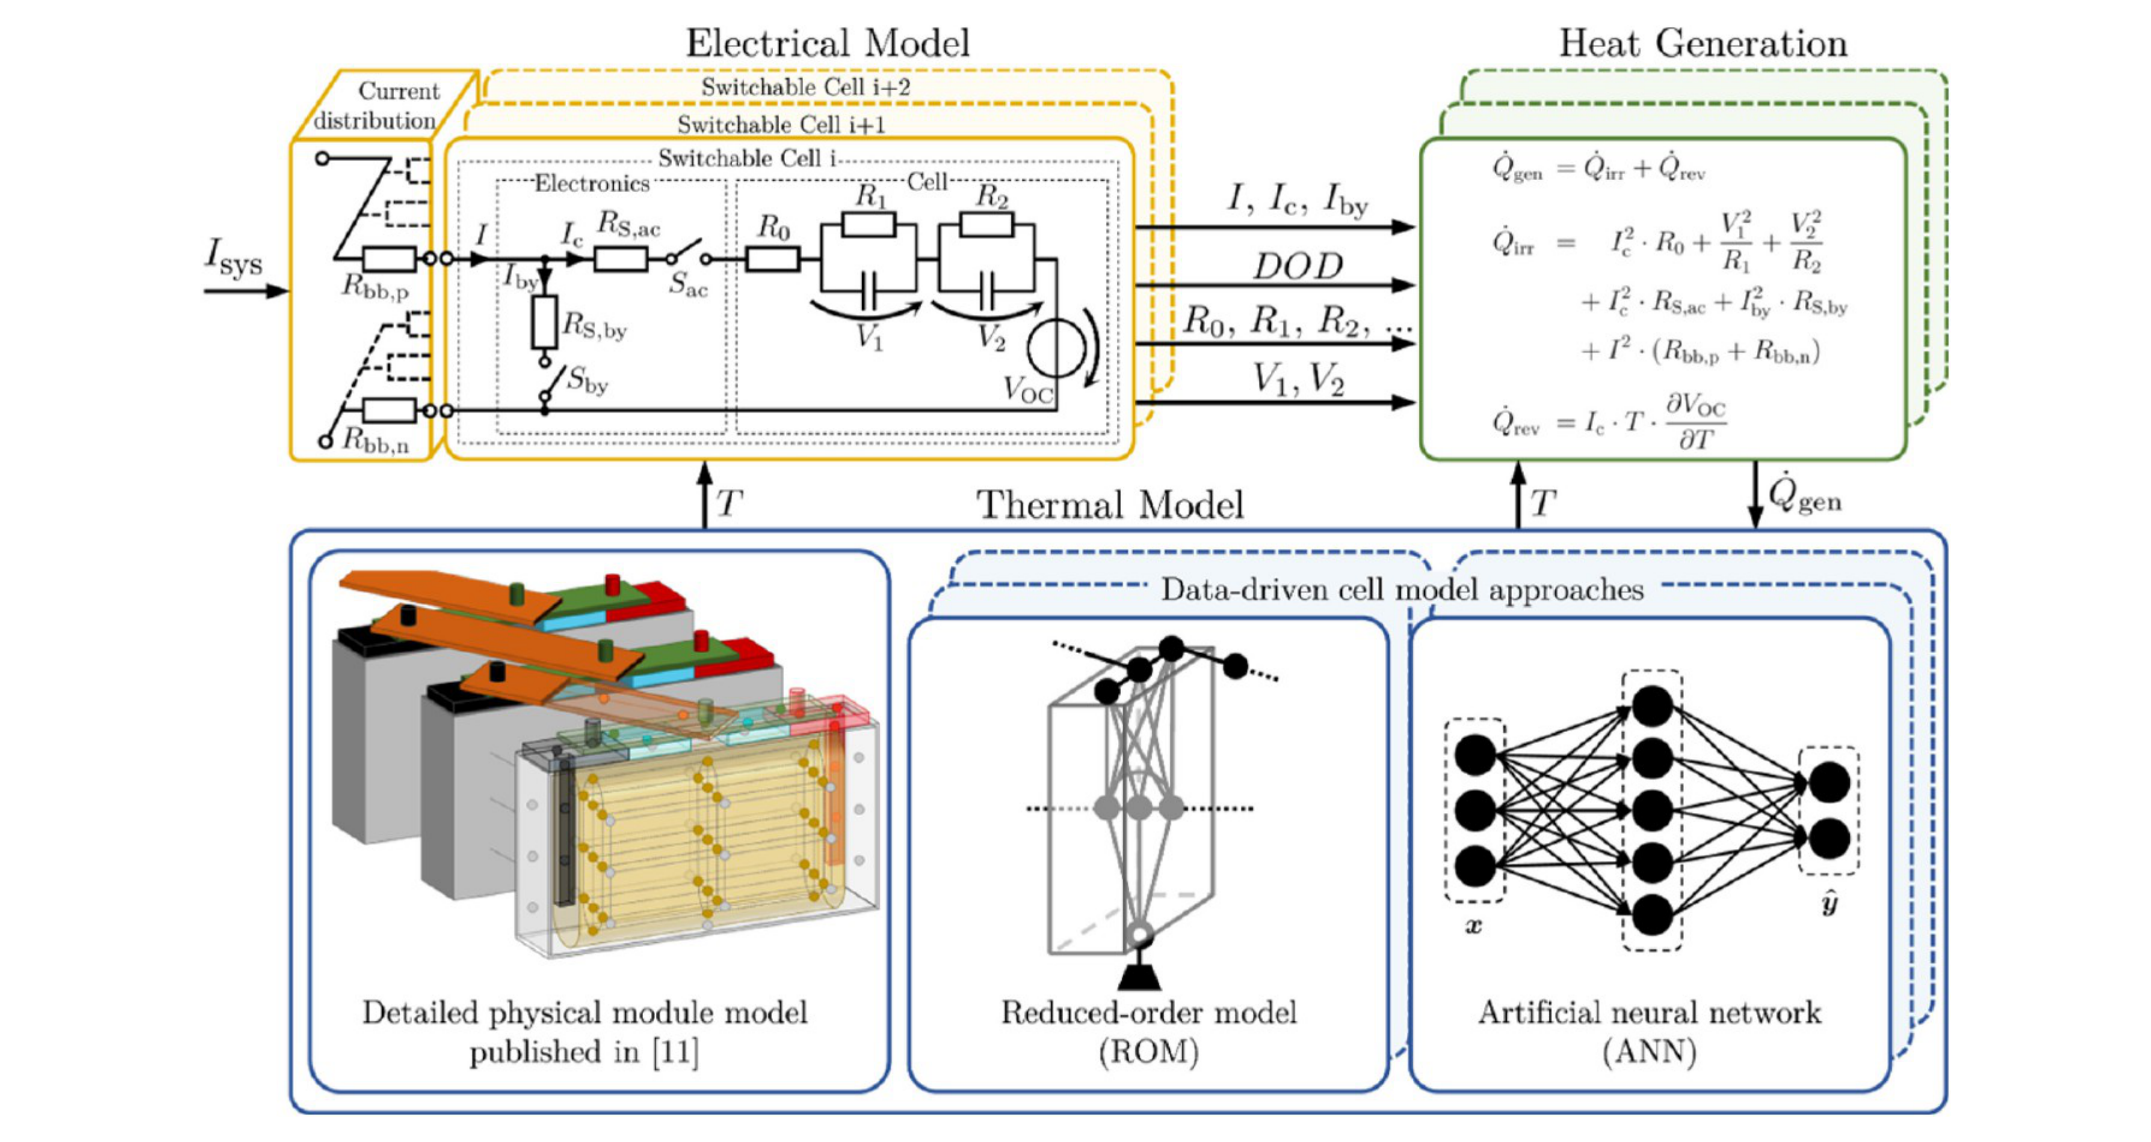 Electrical Model
Heat Generation
Current
distribution
Switchable Cell i+2
Switchable Cell i+1
Switchable Cell i
Electronics
Cell
I_sys
R_bb,p
R_bb,n
I
I_c
I_by
R_S,ac
S_ac
R_S,by
S_by
R_0
R_1
R_2
V_1
V_2
V_OC
I, I_c, I_by
DOD
R_0, R_1, R_2, ...
V_1, V_2
Q̇_gen = Q̇_irr + Q̇_rev
Q̇_irr = I_c^2 · R_0 + V_1^2/R_1 + V_2^2/R_2
+ I_c^2 · R_S,ac + I_by^2 · R_S,by
+ I^2 · (R_bb,p + R_bb,n)
Q̇_rev = I_c · T · ∂V_OC/∂T
T
Thermal Model
T
Q̇_gen
Data-driven cell model approaches
x
ŷ
Detailed physical module model
published in [11]
Reduced-order model
(ROM)
Artificial neural network
(ANN)